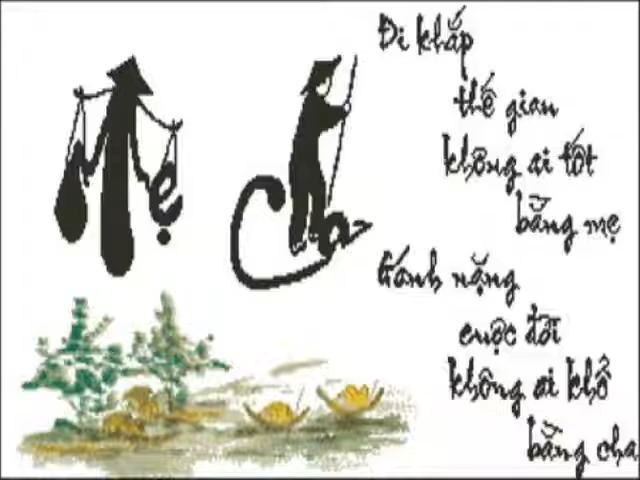 Mẹ Cha
Đi khắp
thế gian
không ai tốt
bằng mẹ
Gánh nặng
cuộc đời
không ai khổ
bằng cha